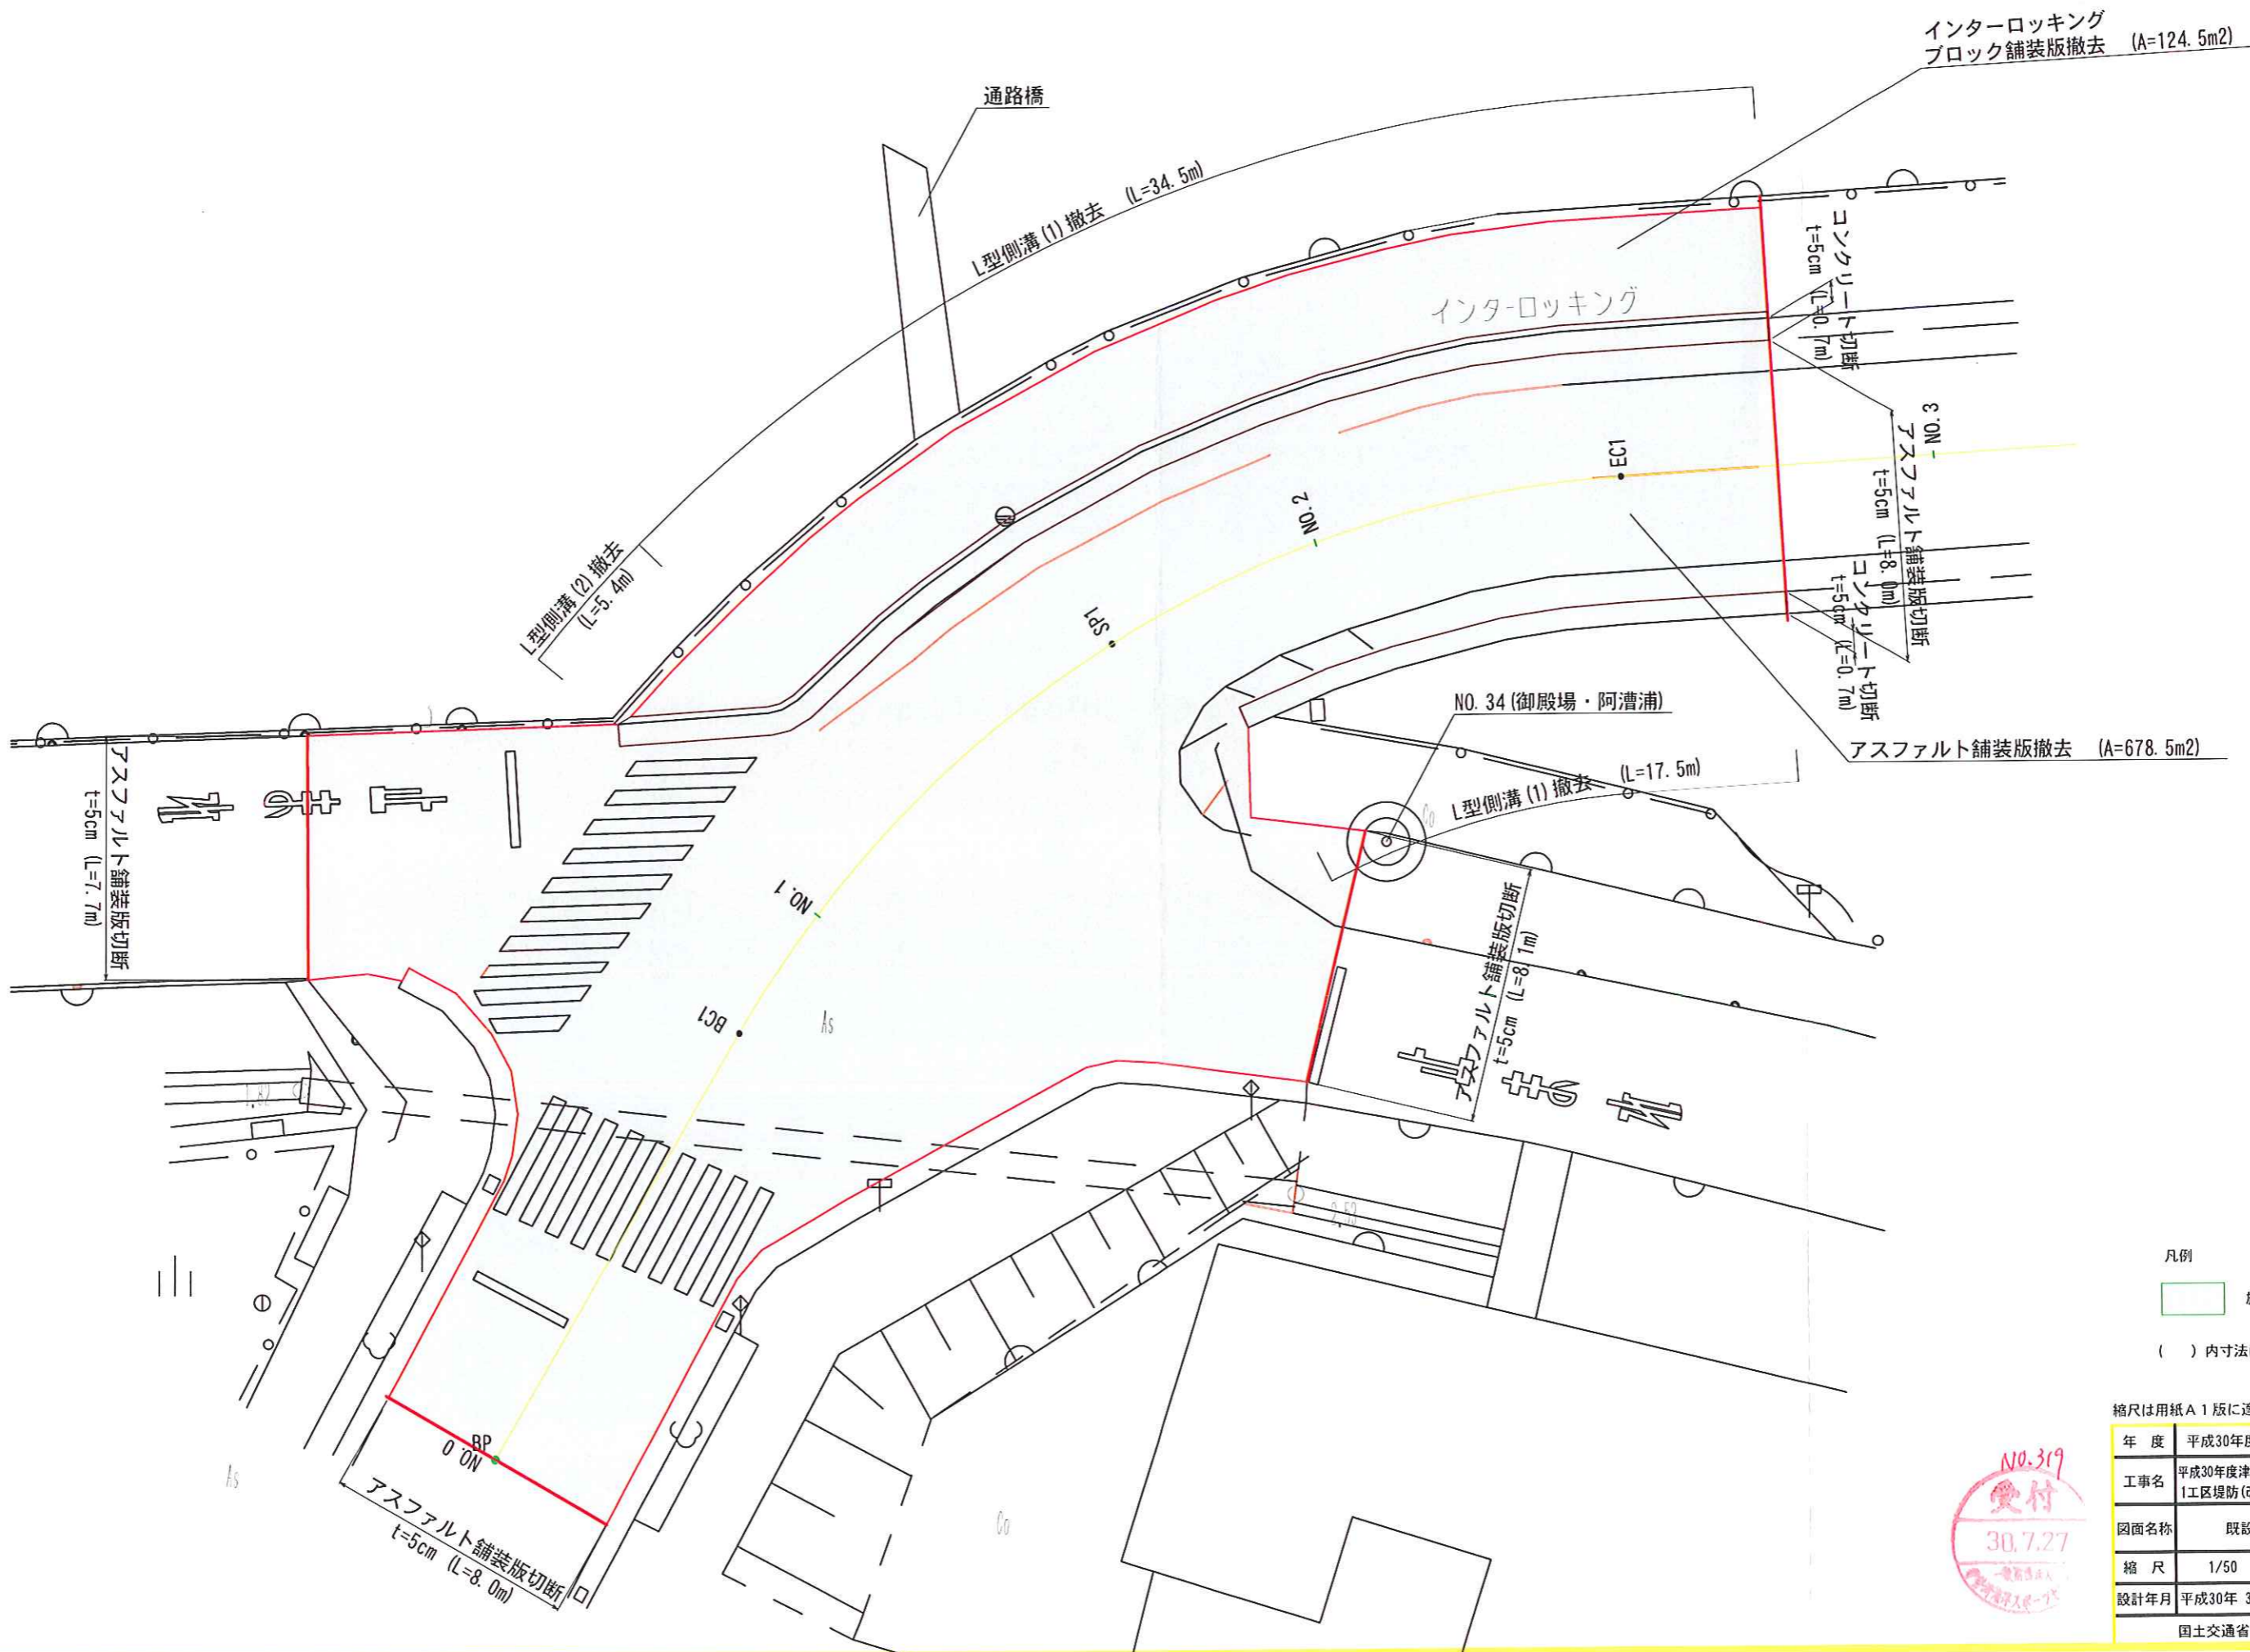 インターロッキング
ブロック舗装版撤去 (A=124.5m2)
通路橋
L型側溝(1)撤去 (L=34.5m)
コンクリート切断
t=5cm (L=0.7m)
インターロッキング
NO.3
アスファルト舗装版切断
t=5cm (L=8.0m)
EC1
NO.2
L型側溝(2)撤去
(L=5.4m)
SP1
コンクリート切断
t=5cm (L=0.7m)
NO.34(御殿場・阿漕浦)
アスファルト舗装版撤去 (A=678.5m2)
L型側溝(1)撤去 (L=17.5m)
Co
アスファルト舗装版切断
t=5cm (L=7.7m)
止まれ
NO.1
アスファルト舗装版切断
t=5cm (L=8.1m)
BC1
As
止まれ
2.53
凡例
( )内寸法
BP
NO.0
As
アスファルト舗装版切断
t=5cm (L=8.0m)
Co
縮尺は用紙A1版に
年度 平成30年度
工事名 平成30年度津
1工区堤防
図面名称 既設
縮尺 1/50
設計年月 平成30年 3
国土交通省
NO.319
受付
30.7.27